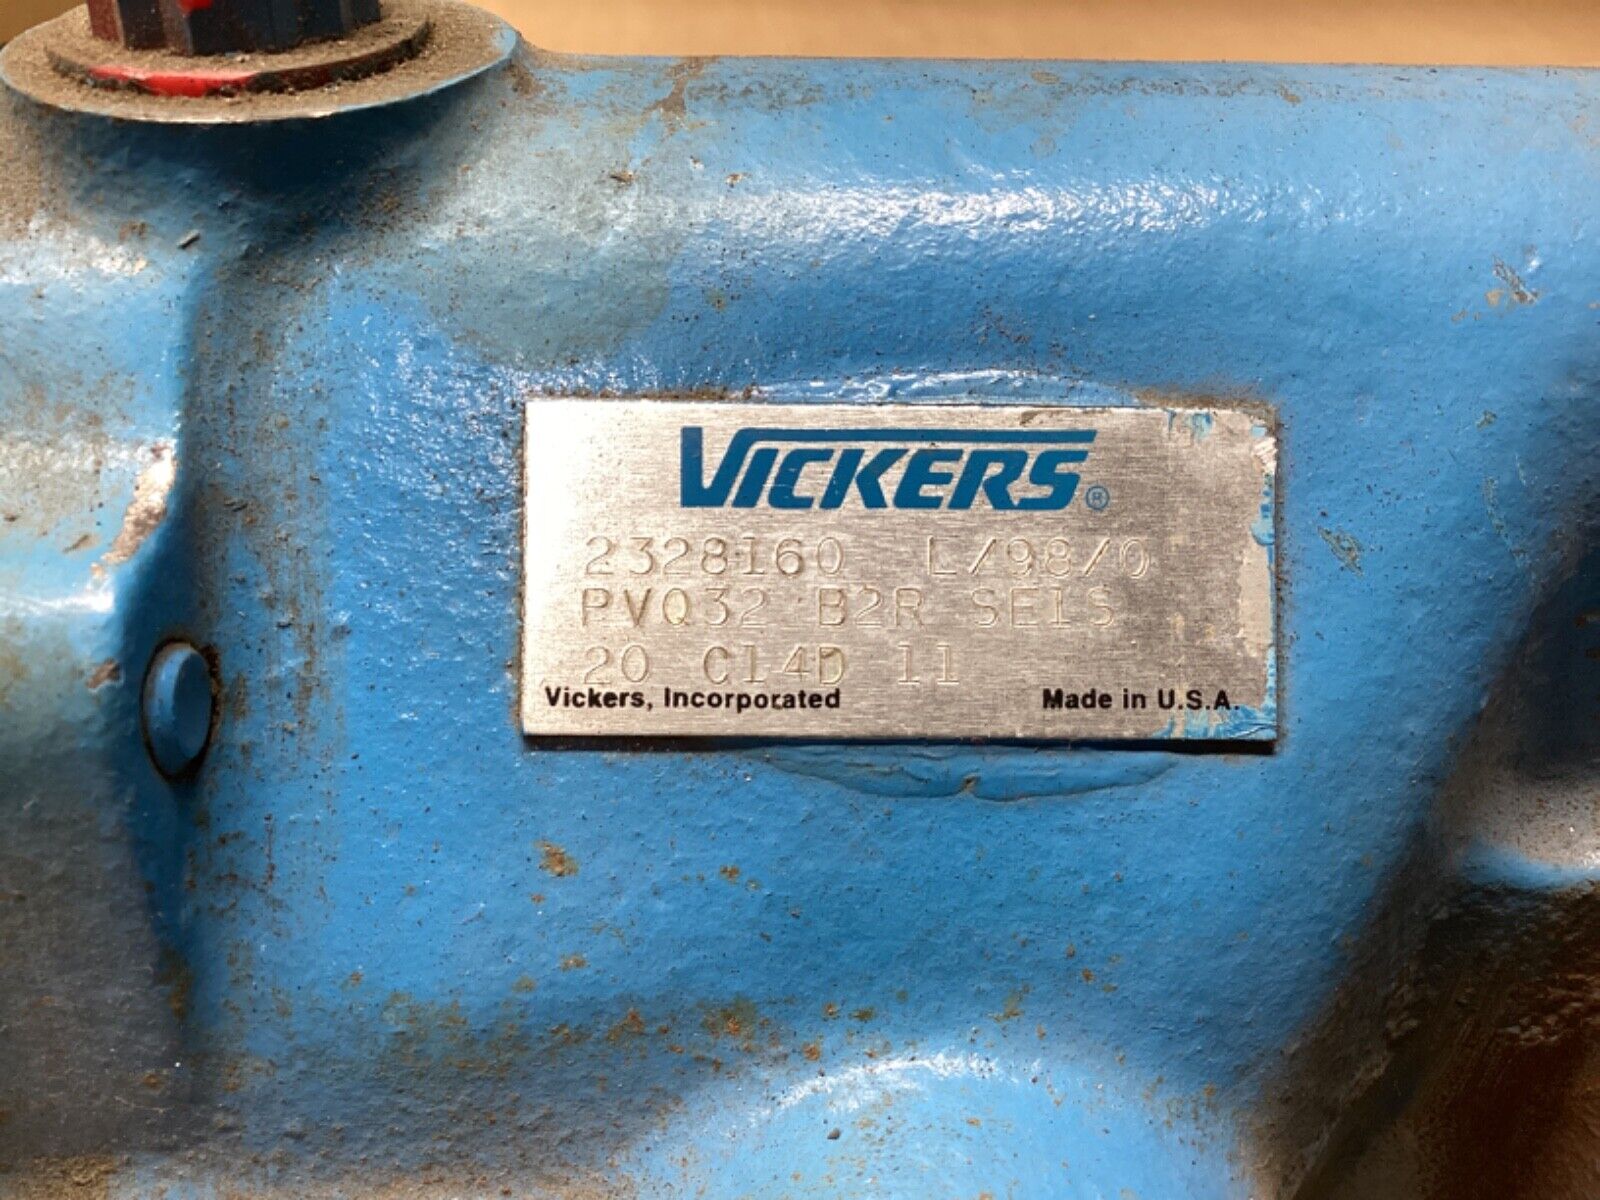 VICKERS®
2328160 L/98/0
PVQ32 B2R SE1S
20 C14D 11
Vickers, Incorporated Made in U.S.A.